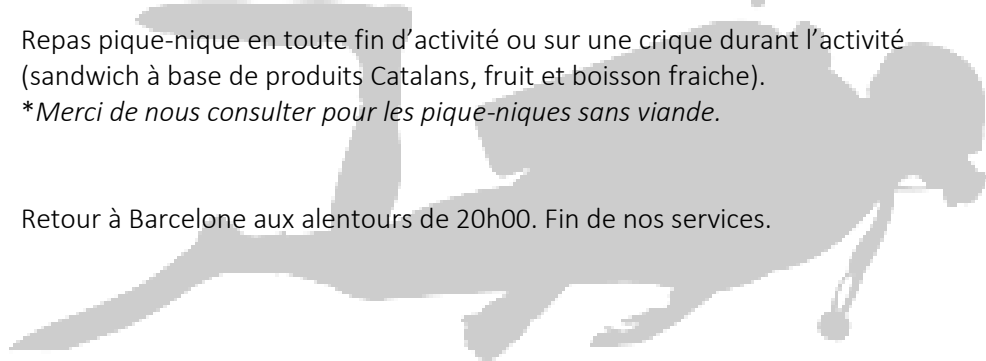 Repas pique-nique en toute fin d’activité ou sur une crique durant l’activité
(sandwich à base de produits Catalans, fruit et boisson fraiche).
*Merci de nous consulter pour les pique-niques sans viande.
Retour à Barcelone aux alentours de 20h00. Fin de nos services.